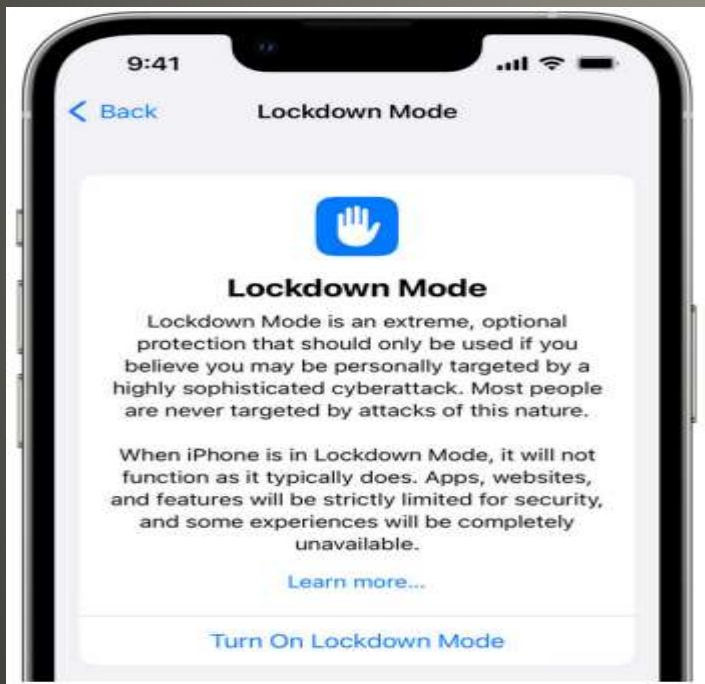 9:41
Back
Lockdown Mode
Lockdown Mode
Lockdown Mode is an extreme, optional
protection that should only be used if you
believe you may be personally targeted by a
highly sophisticated cyberattack. Most people
are never targeted by attacks of this nature.
When iPhone is in Lockdown Mode, it will not
function as it typically does. Apps, websites,
and features will be strictly limited for security,
and some experiences will be completely
unavailable.
Learn more...
Turn On Lockdown Mode